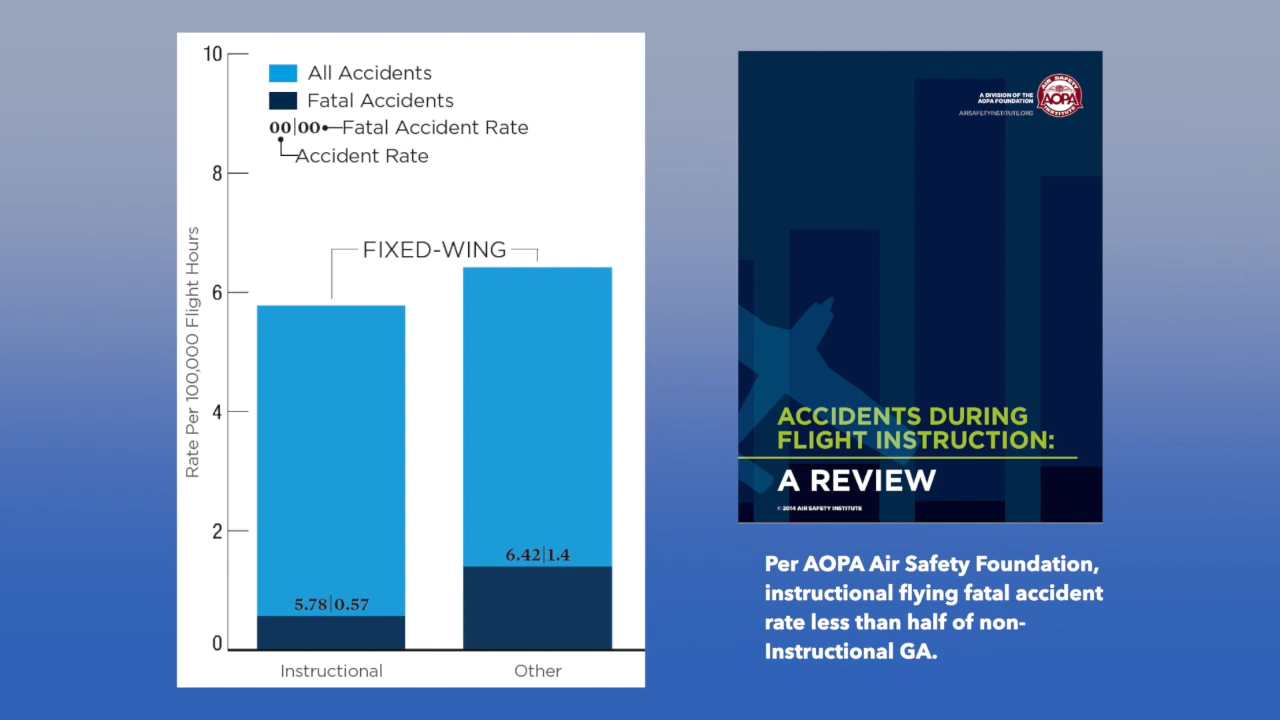 10
All Accidents
Fatal Accidents
00|00 Fatal Accident Rate
Accident Rate
8
FIXED-WING
6
Rate Per 100,000 Flight Hours
4
2
6.42|1.4
5.78|0.57
0
Instructional
Other
A DIVISION OF THE
AOPA FOUNDATION
AIRSAFETYINSTITUTE.ORG
AIR SAFETY
AOPA
INSTITUTE
ACCIDENTS DURING
FLIGHT INSTRUCTION:
A REVIEW
© 2014 AIR SAFETY INSTITUTE
Per AOPA Air Safety Foundation,
instructional flying fatal accident
rate less than half of non-
Instructional GA.